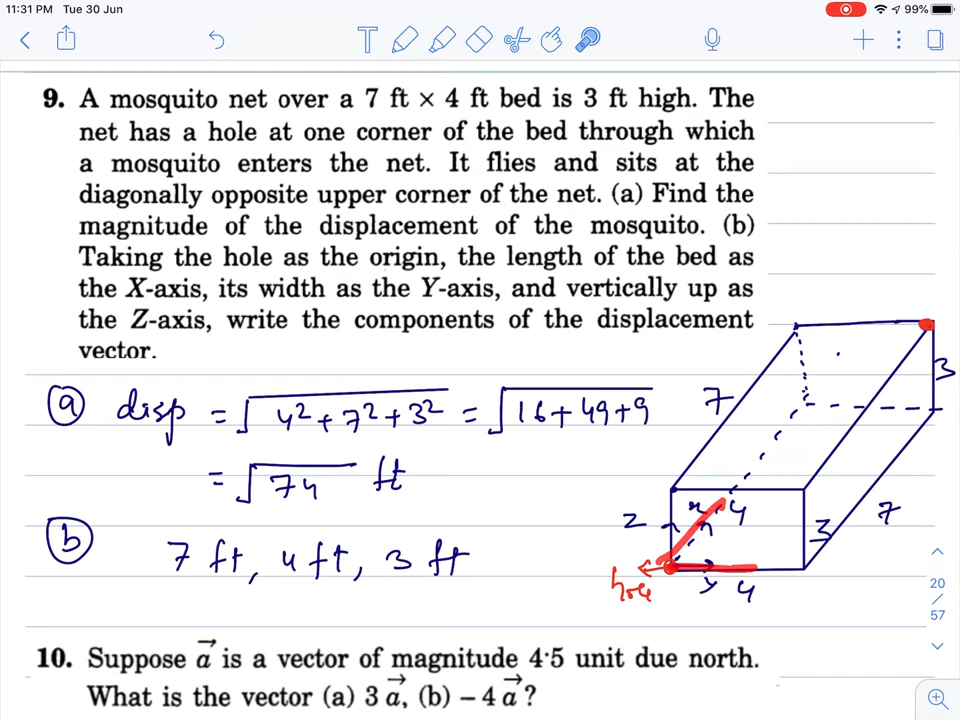 11:31 PM Tue 30 Jun
99%
9. A mosquito net over a 7 ft × 4 ft bed is 3 ft high. The
net has a hole at one corner of the bed through which
a mosquito enters the net. It flies and sits at the
diagonally opposite upper corner of the net. (a) Find the
magnitude of the displacement of the mosquito. (b)
Taking the hole as the origin, the length of the bed as
the X-axis, its width as the Y-axis, and vertically up as
the Z-axis, write the components of the displacement
vector.
(a) disp = √(4² + 7² + 3²) = √(16 + 49 + 9)
= √74 ft
(b) 7 ft, 4 ft, 3 ft
7
3
7
3
z
x
4
y
4
hole
20
/
57
10. Suppose a⃗ is a vector of magnitude 4·5 unit due north.
What is the vector (a) 3 a⃗, (b) – 4 a⃗ ?